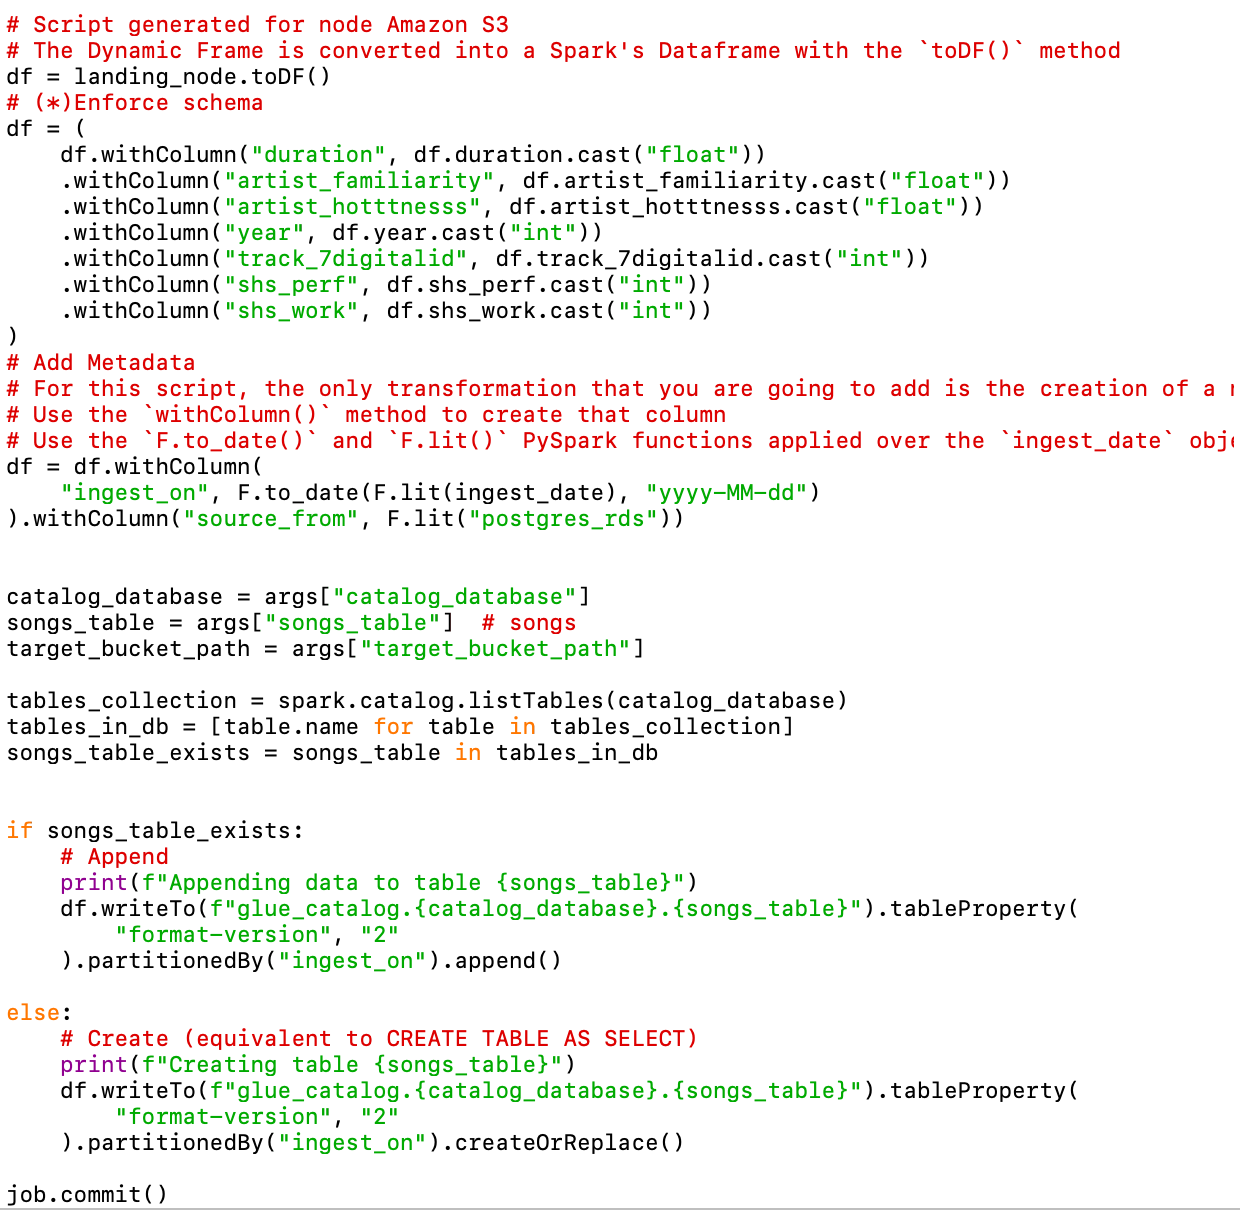 # Script generated for node Amazon S3
# The Dynamic Frame is converted into a Spark's Dataframe with the `toDF()` method
df = landing_node.toDF()
# (*)Enforce schema
df = (
    df.withColumn("duration", df.duration.cast("float"))
    .withColumn("artist_familiarity", df.artist_familiarity.cast("float"))
    .withColumn("artist_hotttnesss", df.artist_hotttnesss.cast("float"))
    .withColumn("year", df.year.cast("int"))
    .withColumn("track_7digitalid", df.track_7digitalid.cast("int"))
    .withColumn("shs_perf", df.shs_perf.cast("int"))
    .withColumn("shs_work", df.shs_work.cast("int"))
)
# Add Metadata
# For this script, the only transformation that you are going to add is the creation of a
# Use the `withColumn()` method to create that column
# Use the `F.to_date()` and `F.lit()` PySpark functions applied over the `ingest_date`
df = df.withColumn(
    "ingest_on", F.to_date(F.lit(ingest_date), "yyyy-MM-dd")
).withColumn("source_from", F.lit("postgres_rds"))
catalog_database = args["catalog_database"]
songs_table = args["songs_table"]  # songs
target_bucket_path = args["target_bucket_path"]
tables_collection = spark.catalog.listTables(catalog_database)
tables_in_db = [table.name for table in tables_collection]
songs_table_exists = songs_table in tables_in_db
if songs_table_exists:
    # Append
    print(f"Appending data to table {songs_table}")
    df.writeTo(f"glue_catalog.{catalog_database}.{songs_table}").tableProperty(
        "format-version", "2"
    ).partitionedBy("ingest_on").append()
else:
    # Create (equivalent to CREATE TABLE AS SELECT)
    print(f"Creating table {songs_table}")
    df.writeTo(f"glue_catalog.{catalog_database}.{songs_table}").tableProperty(
        "format-version", "2"
    ).partitionedBy("ingest_on").createOrReplace()
job.commit()